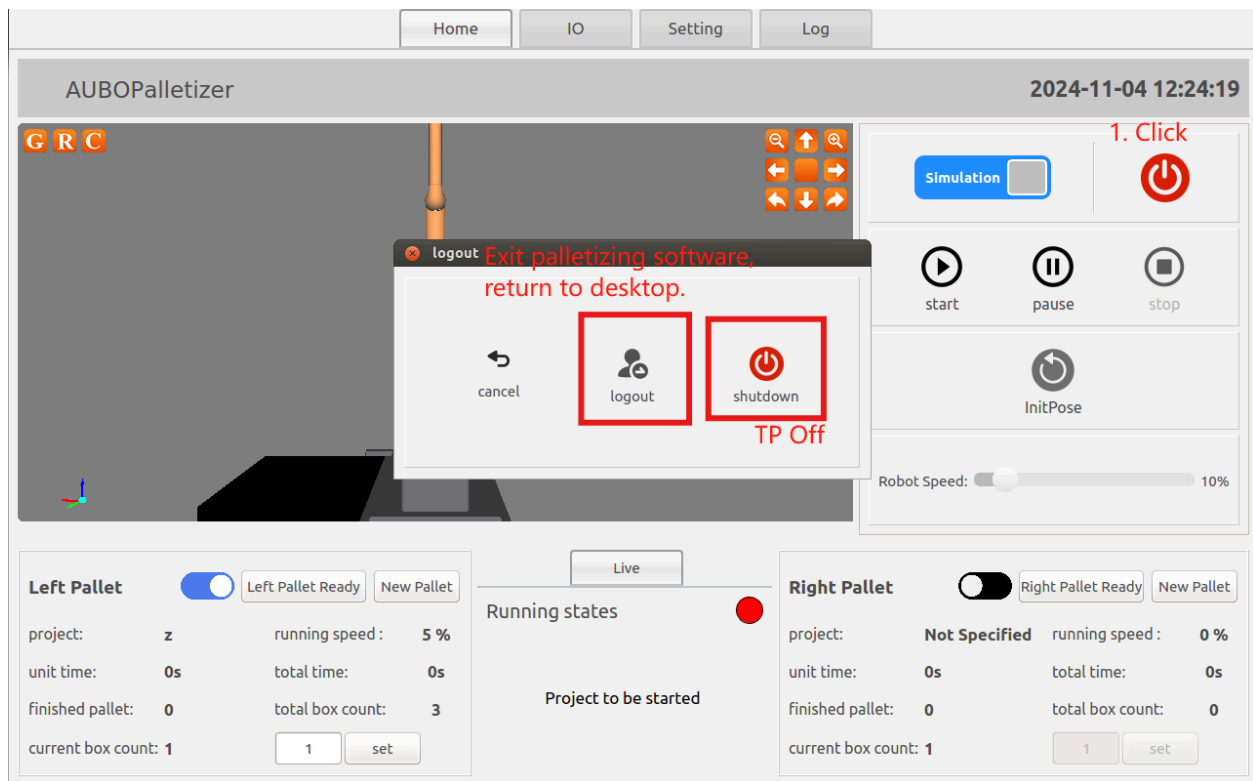 Home IO Setting Log
AUBOPalletizer 2024-11-04 12:24:19
G R C
1. Click
Simulation
logout
Exit palletizing software,
return to desktop.
cancel
logout
shutdown
TP Off
start pause stop
InitPose
Robot Speed: 10%
Left Pallet Left Pallet Ready New Pallet
project: z running speed : 5 %
unit time: 0s total time: 0s
finished pallet: 0 total box count: 3
current box count: 1 1 set
Live
Running states
Project to be started
Right Pallet Right Pallet Ready New Pallet
project: Not Specified running speed : 0 %
unit time: 0s total time: 0s
finished pallet: 0 total box count: 0
current box count: 1 1 set